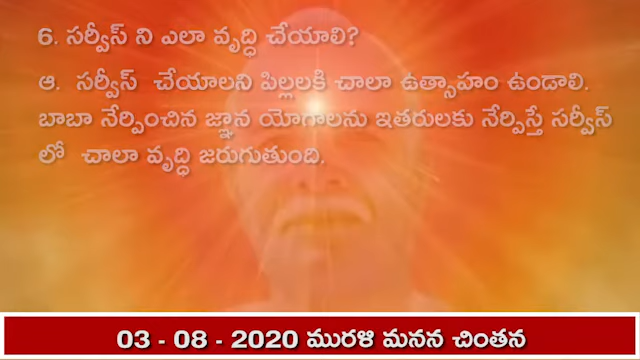 6. సర్వీస్ ని ఎలా వృద్ధి చేయాలి?
ఆ. సర్వీస్ చేయాలని పిల్లలకి చాలా ఉత్సాహం ఉండాలి.
బాబా నేర్పించిన జ్ఞాన యోగాలను ఇతరులకు నేర్పిస్తే సర్వీస్
లో చాలా వృద్ధి జరుగుతుంది.
03 - 08 - 2020 మురళి మనన చింతన